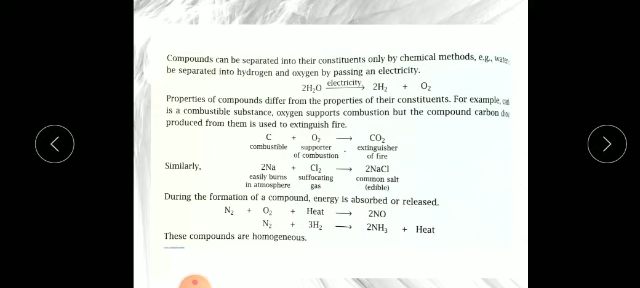 Compounds can be separated into their constituents only by chemical methods, e.g., water
be separated into hydrogen and oxygen by passing an electricity.
2H₂O electricity→ 2H₂ + O₂
Properties of compounds differ from the properties of their constituents. For example,
is a combustible substance, oxygen supports combustion but the compound carbon
produced from them is used to extinguish fire.
C + O₂ → CO₂
combustible supporter extinguisher
of combustion of fire
Similarly, 2Na + Cl₂ → 2NaCl
easily burns suffocating common salt
in atmosphere gas (edible)
During the formation of a compound, energy is absorbed or released.
N₂ + O₂ + Heat → 2NO
N₂ + 3H₂ → 2NH₃ + Heat
These compounds are homogeneous.